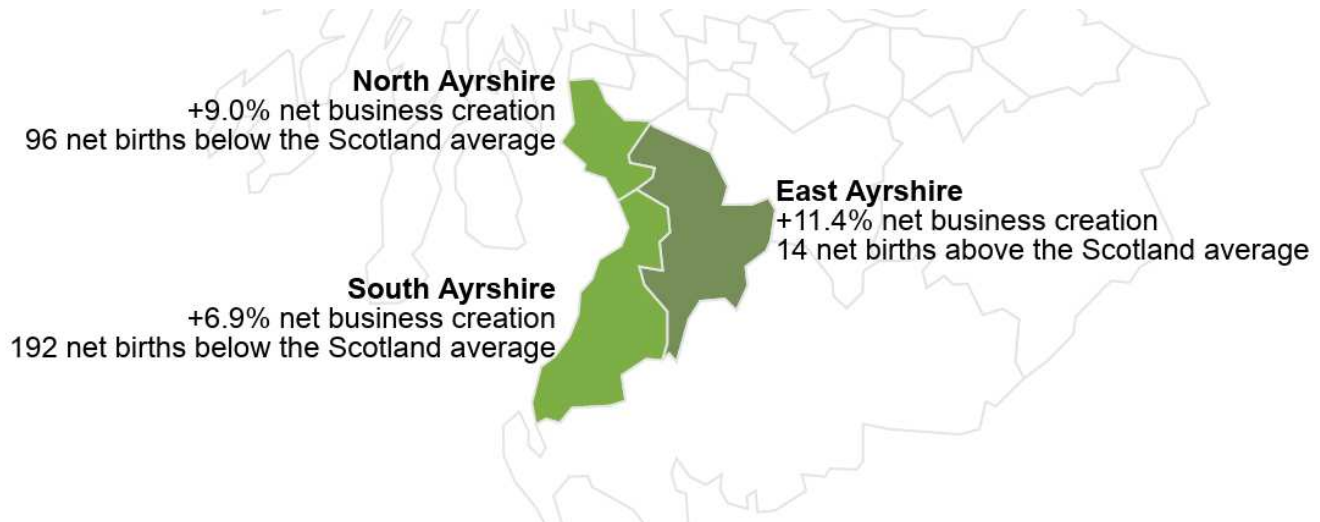 North Ayrshire
+9.0% net business creation
96 net births below the Scotland average
East Ayrshire
+11.4% net business creation
14 net births above the Scotland average
South Ayrshire
+6.9% net business creation
192 net births below the Scotland average